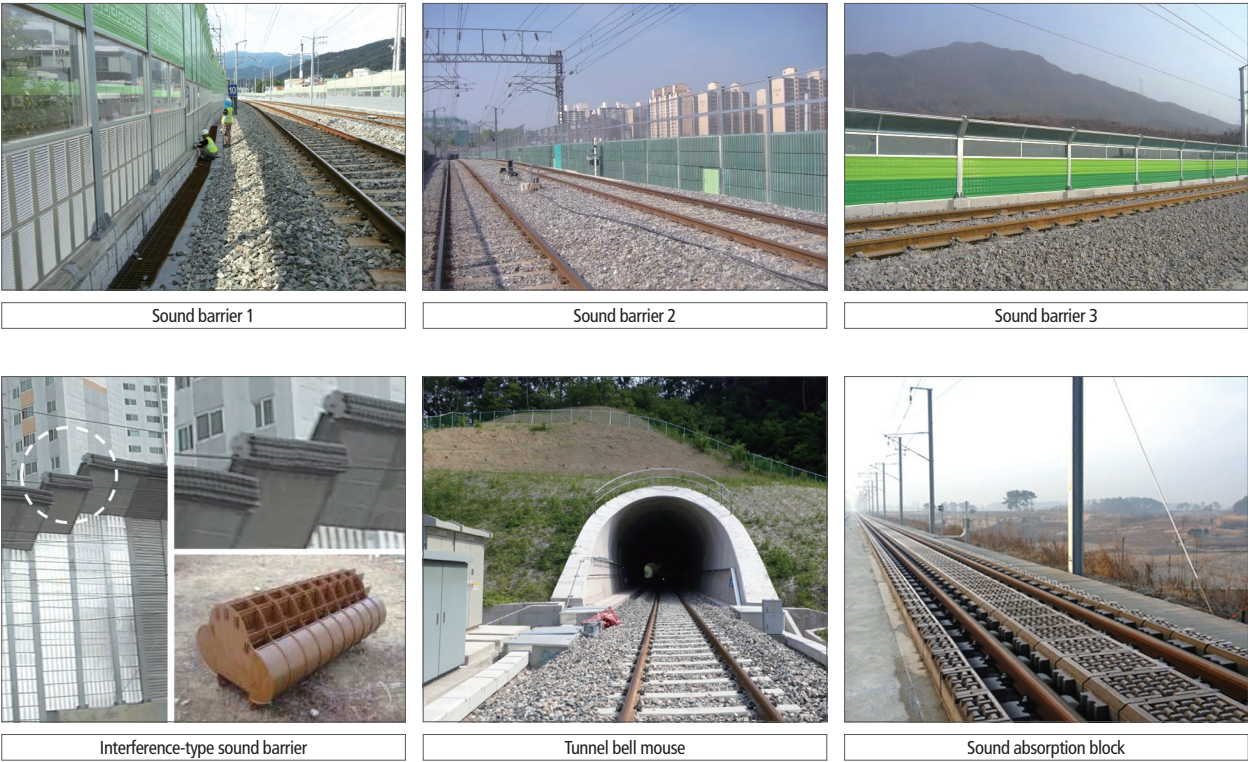 10
Sound barrier 1
Sound barrier 2
Sound barrier 3
Interference-type sound barrier
Tunnel bell mouse
Sound absorption block